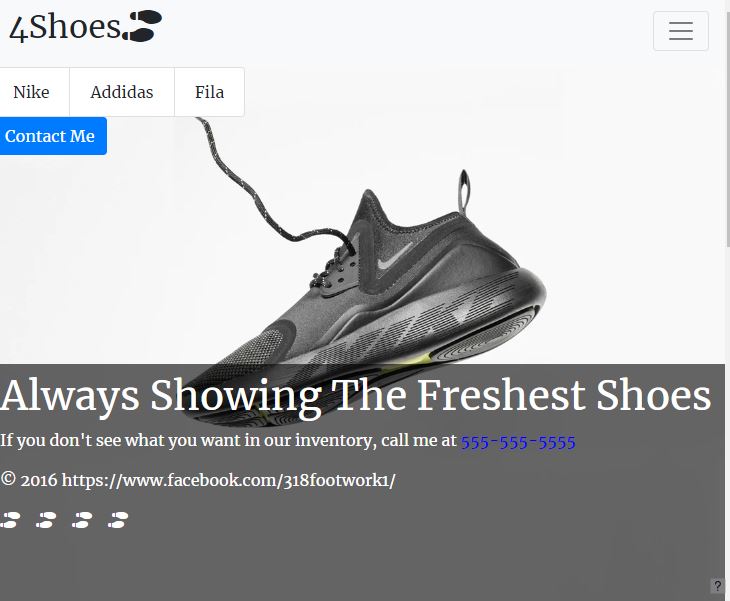 4Shoes
Nike Addidas Fila
Contact Me
Always Showing The Freshest Shoes
If you don't see what you want in our inventory, call me at 555-555-5555
© 2016 https://www.facebook.com/318footwork1/
?